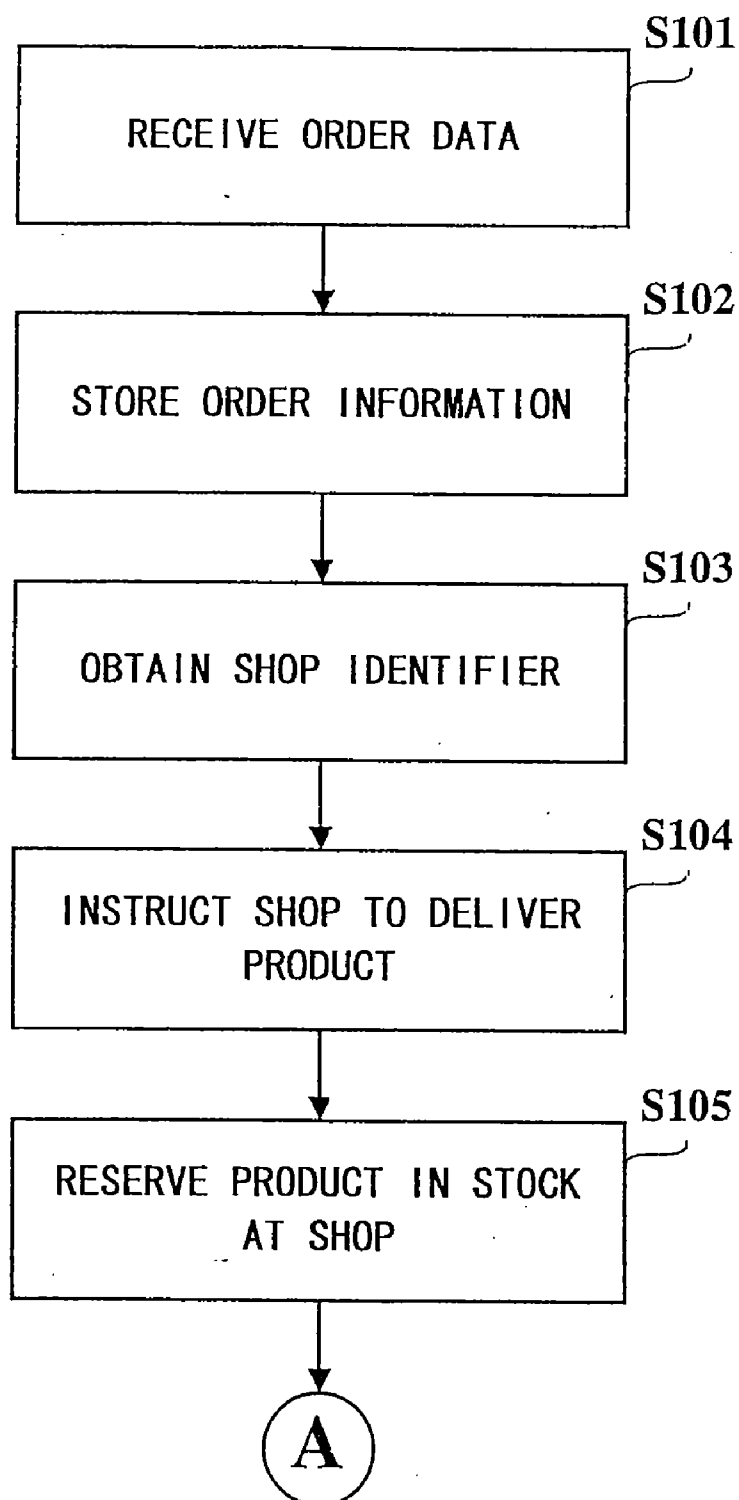 S101
RECEIVE ORDER DATA
S102
STORE ORDER INFORMATION
S103
OBTAIN SHOP IDENTIFIER
S104
INSTRUCT SHOP TO DELIVER
PRODUCT
S105
RESERVE PRODUCT IN STOCK
AT SHOP
A